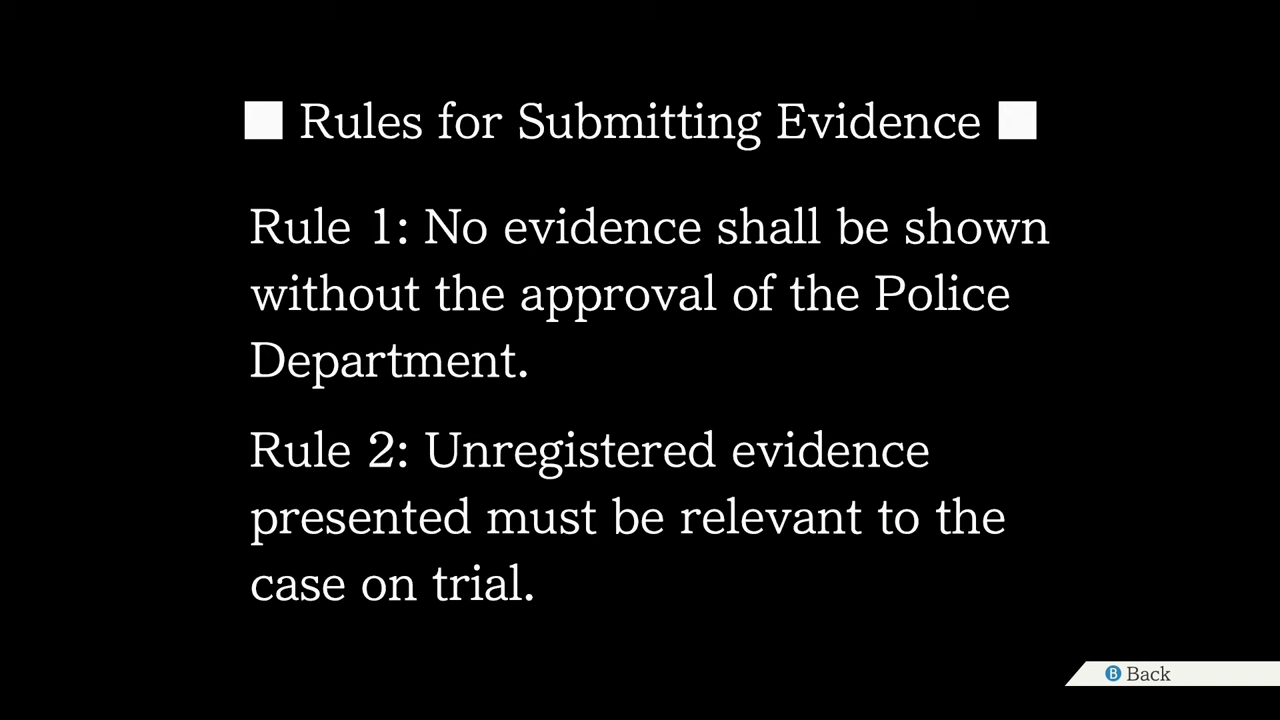 ■ Rules for Submitting Evidence ■
Rule 1: No evidence shall be shown
without the approval of the Police
Department.
Rule 2: Unregistered evidence
presented must be relevant to the
case on trial.
B Back